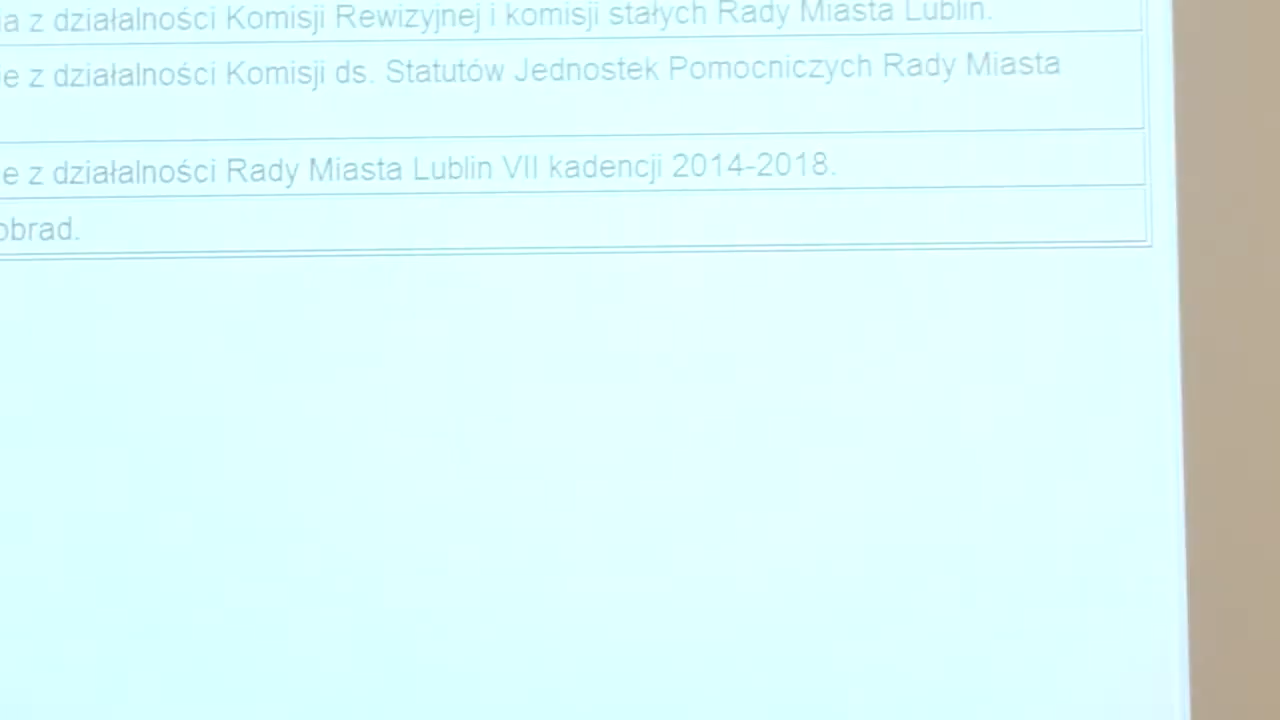 z działalności Komisji Rewizyjnej i komisji stałych Rady Miasta Lublin.
z działalności Komisji ds. Statutów Jednostek Pomocniczych Rady Miasta
z działalności Rady Miasta Lublin VII kadencji 2014-2018.
obrad.